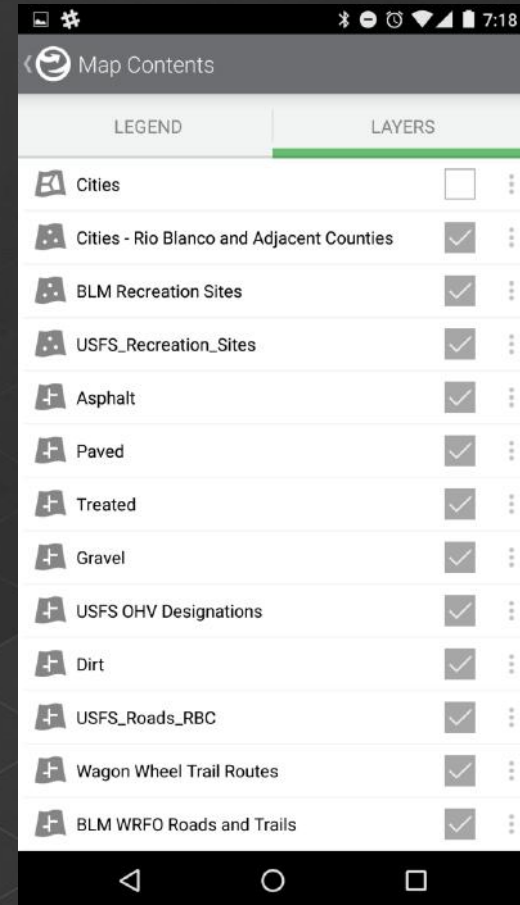 7:18
Map Contents
LEGEND LAYERS
Cities
Cities - Rio Blanco and Adjacent Counties
BLM Recreation Sites
USFS_Recreation_Sites
Asphalt
Paved
Treated
Gravel
USFS OHV Designations
Dirt
USFS_Roads_RBC
Wagon Wheel Trail Routes
BLM WRFO Roads and Trails